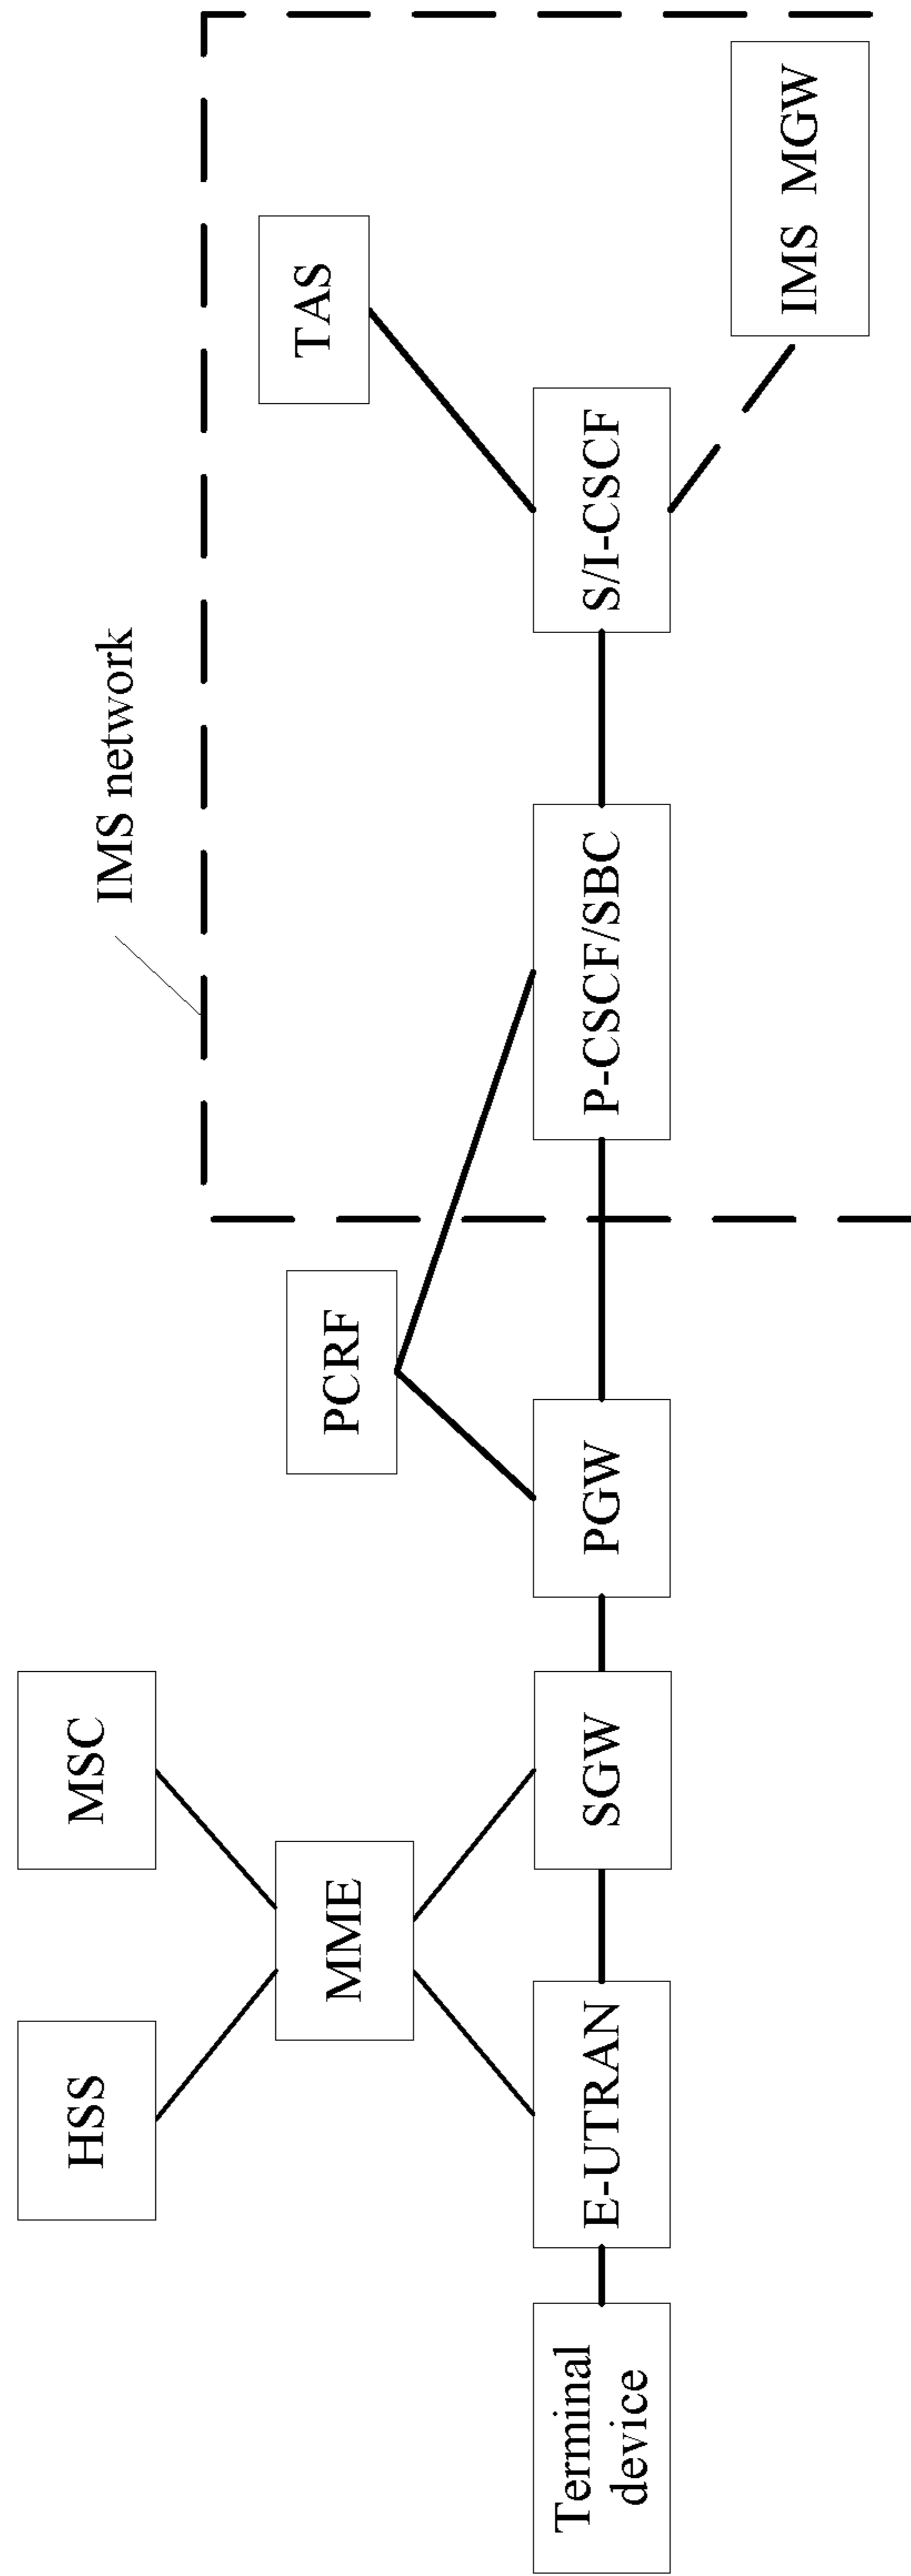 IMS network
HSS
MSC
MME
PCRF
TAS
Terminal
device
E-UTRAN
SGW
PGW
P-CSCF/SBC
S/I-CSCF
IMS MGW